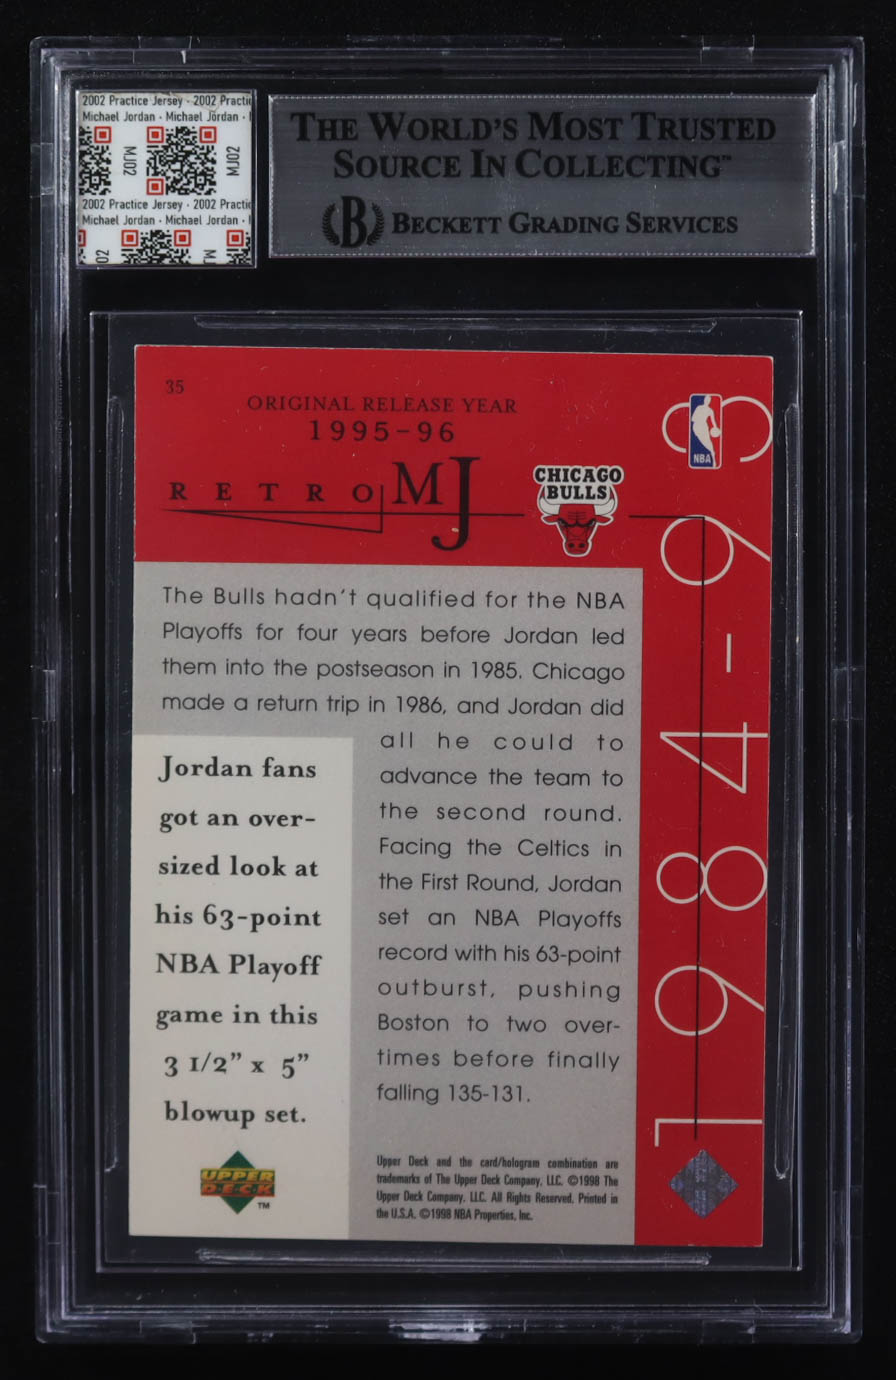 2002 Practice Jersey · 2002 Practic
Michael Jordan · Michael Jordan ·
MJ02
MJ02
2002 Practice Jersey · 2002 Practic
Michael Jordan · Michael Jordan ·
02
MJ
THE WORLD'S MOST TRUSTED
SOURCE IN COLLECTING™
B BECKETT GRADING SERVICES
35
ORIGINAL RELEASE YEAR
1995-96
RETRO MJ
CHICAGO
BULLS
NBA
1984-93
The Bulls hadn't qualified for the NBA
Playoffs for four years before Jordan led
them into the postseason in 1985. Chicago
made a return trip in 1986, and Jordan did
all he could to
advance the team to
the second round.
Facing the Celtics in
the First Round, Jordan
set an NBA Playoffs
record with his 63-point
outburst, pushing
Boston to two over-
times before finally
falling 135-131.
Jordan fans
got an over-
sized look at
his 63-point
NBA Playoff
game in this
3 1/2" x 5"
blowup set.
UPPER
DECK
™
Upper Deck and the card/hologram combination are
trademarks of The Upper Deck Company, LLC. ©1998 The
Upper Deck Company, LLC. All Rights Reserved. Printed in
the U.S.A. ©1998 NBA Properties, Inc.